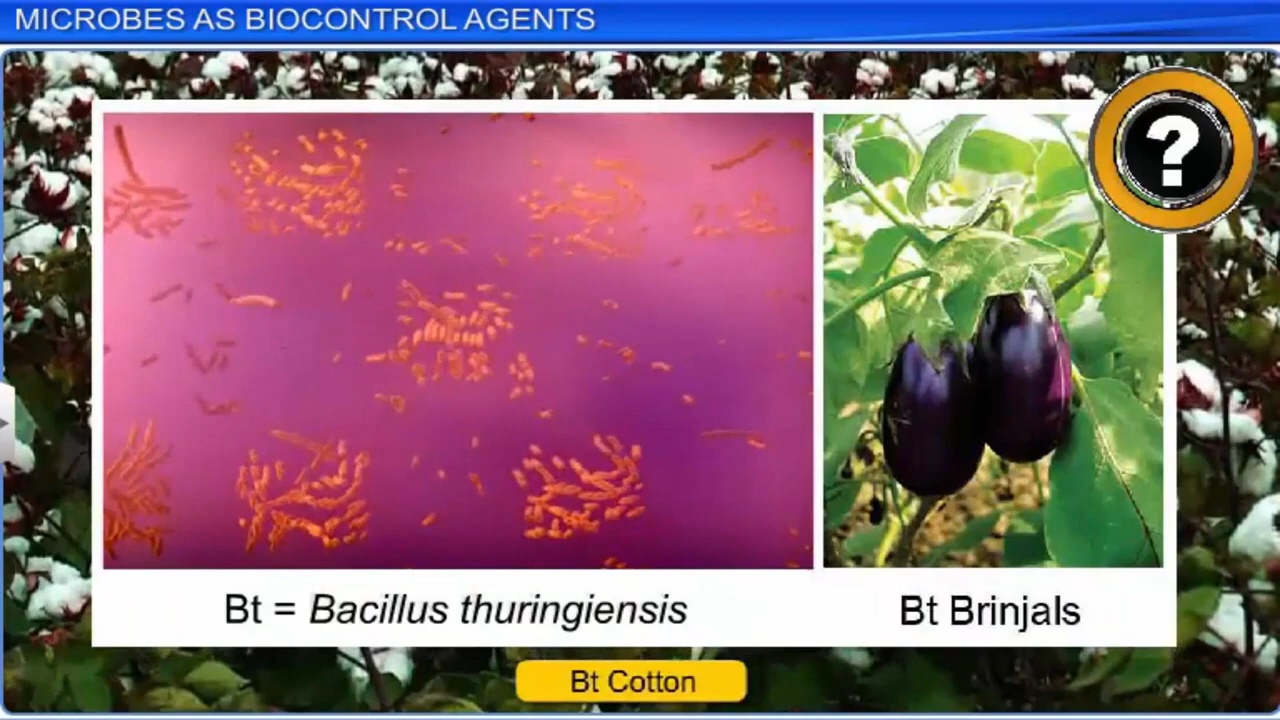 MICROBES AS BIOCONTROL AGENTS
?
Bt = Bacillus thuringiensis
Bt Brinjals
Bt Cotton